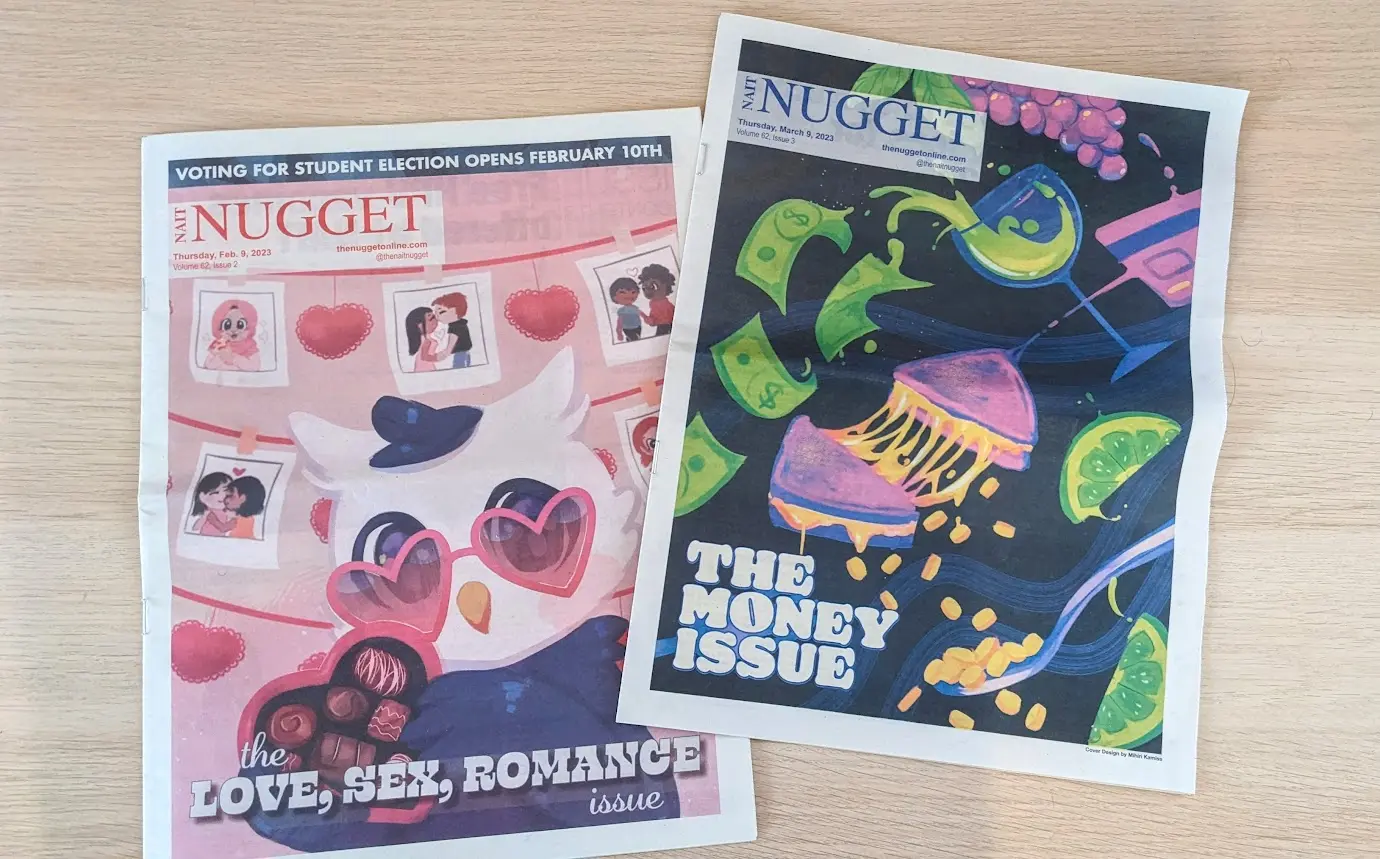 VOTING FOR STUDENT ELECTION OPENS FEBRUARY 10TH
NAIT NUGGET
Thursday, Feb. 9, 2023
thenuggetonline.com
Volume 62, Issue 2
@thenaitnugget
the
LOVE, SEX, ROMANCE
issue
NAIT NUGGET
Thursday, March 9, 2023
thenuggetonline.com
Volume 62, Issue 3
@thenaitnugget
THE
MONEY
ISSUE
Cover Design by Mihiri Kamiss